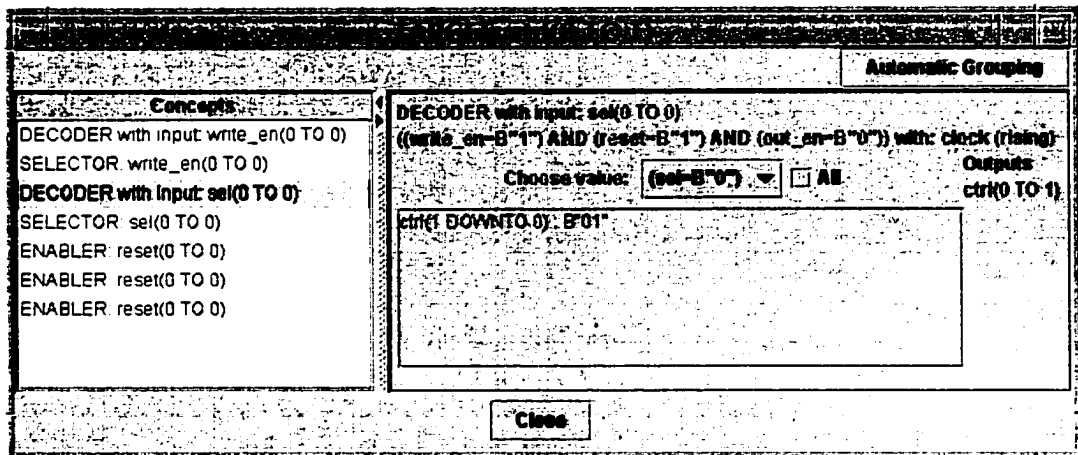 Automatic Grouping
Concepts
DECODER with input: write_en(0 TO 0)
SELECTOR: write_en(0 TO 0)
DECODER with input: sel(0 TO 0)
SELECTOR: sel(0 TO 0)
ENABLER: reset(0 TO 0)
ENABLER: reset(0 TO 0)
ENABLER: reset(0 TO 0)
DECODER with input: sel(0 TO 0)
((write_en=B"1") AND (reset=B"1") AND (out_en=B"0")) with: clock (rising)
Choose value: (sel=B"0") All
Outputs
ctrl(0 TO 1)
ctrl(1 DOWNTO 0) : B"01"
Close